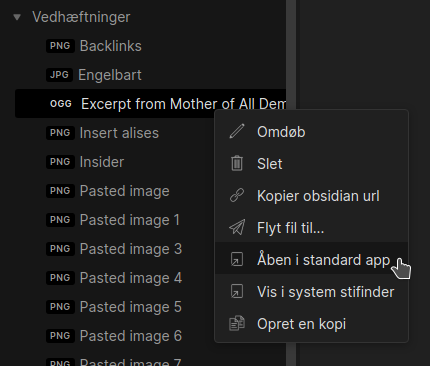 Vedhæftninger
PNG Backlinks
JPG Engelbart
OGG Excerpt from Mother of All Dem
PNG Insert alises
PNG Insider
PNG Pasted image
PNG Pasted image 1
PNG Pasted image 3
PNG Pasted image 4
PNG Pasted image 5
PNG Pasted image 6
PNG Pasted image 7
Omdøb
Slet
Kopier obsidian url
Flyt fil til...
Åben i standard app
Vis i system stifinder
Opret en kopi